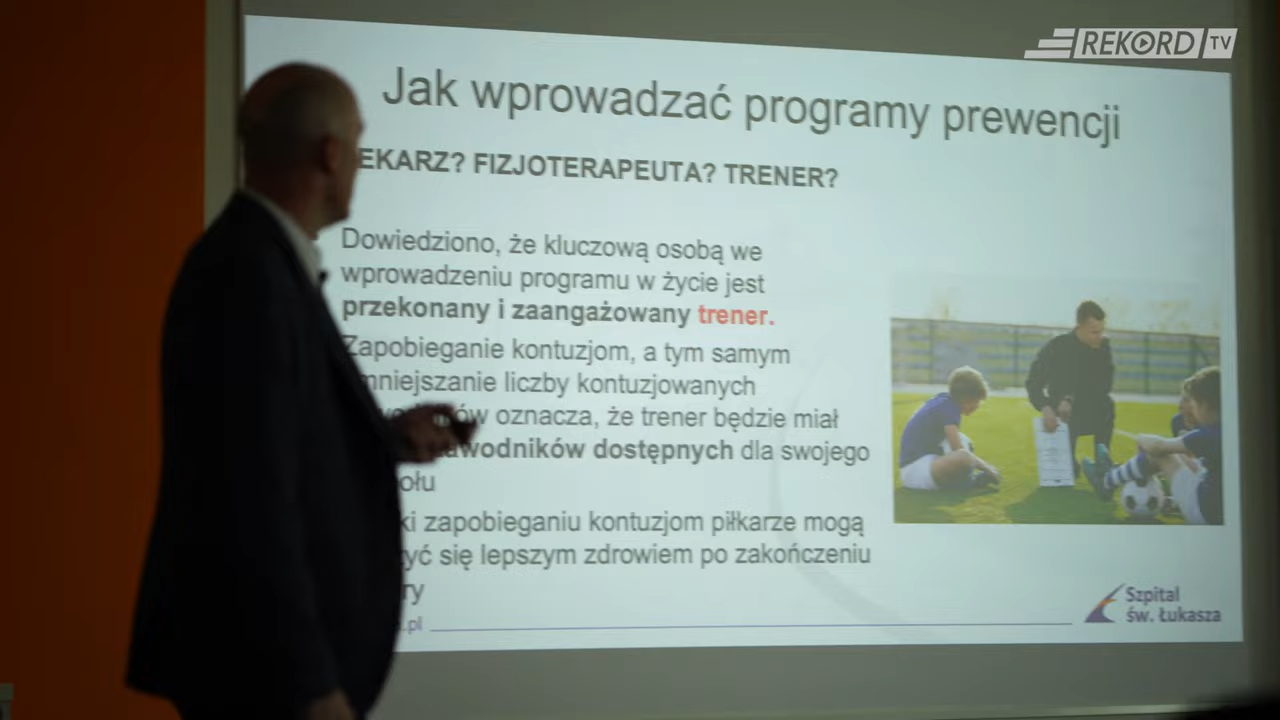 REKORD TV
Jak wprowadzać programy prewencji
EKARZ? FIZJOTERAPEUTA? TRENER?
Dowiedziono, że kluczową osobą we
wprowadzeniu programu w życie jest
przekonany i zaangażowany trener.
Zapobieganie kontuzjom, a tym samym
mniejszanie liczby kontuzjowanych
oznacza, że trener będzie miał
awodników dostępnych dla swojego
ołu
ki zapobieganiu kontuzjom piłkarze mogą
yć się lepszym zdrowiem po zakończeniu
ry
.pl
Szpital
św. Łukasza